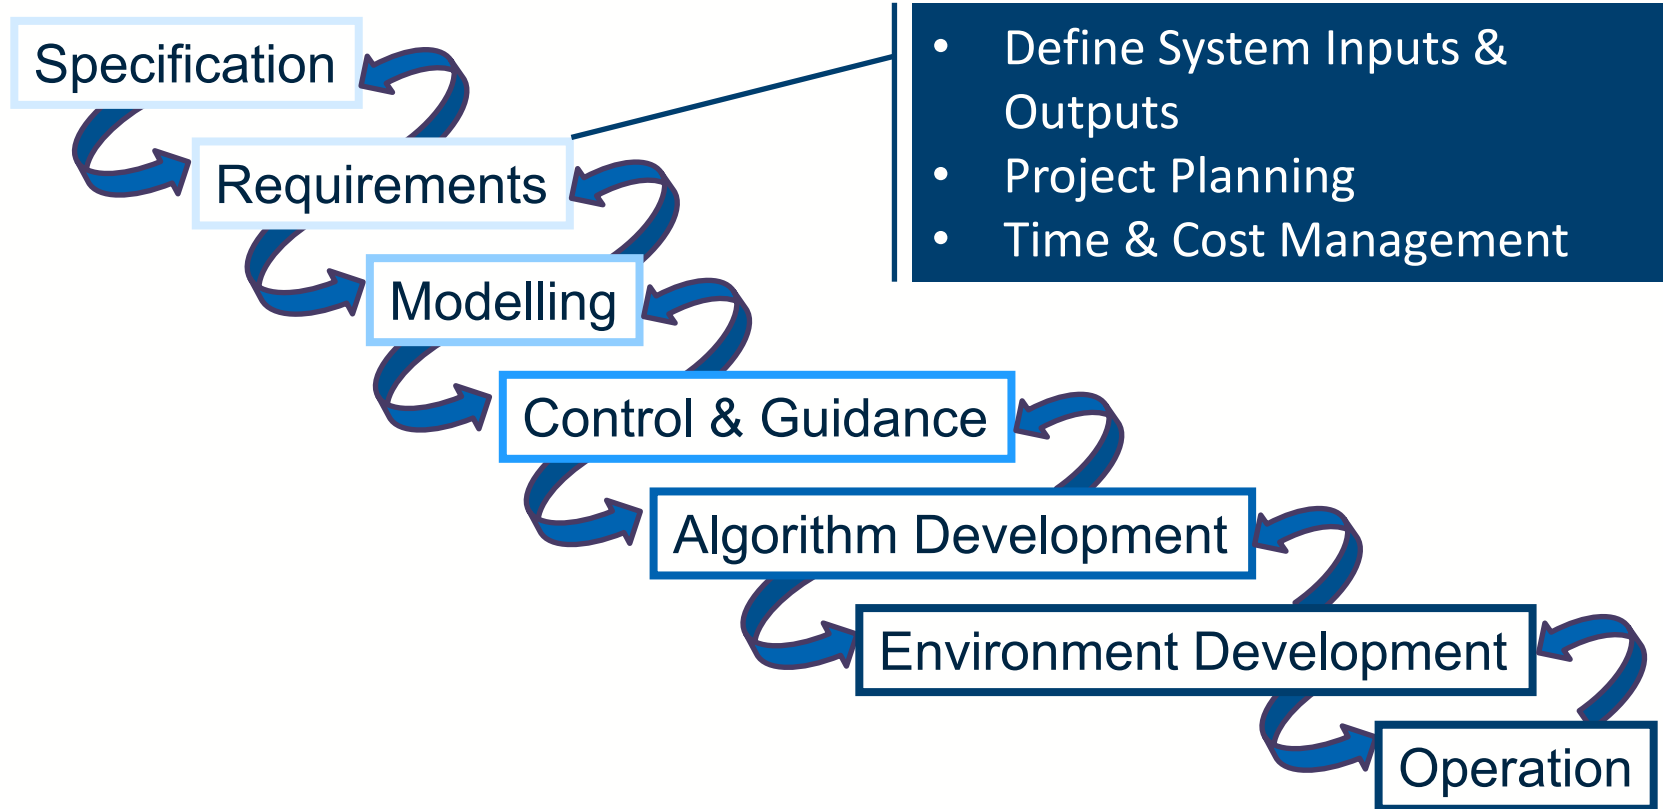 Specification
Requirements
Modelling
Control & Guidance
Algorithm Development
Environment Development
Operation
• Define System Inputs &
Outputs
• Project Planning
• Time & Cost Management